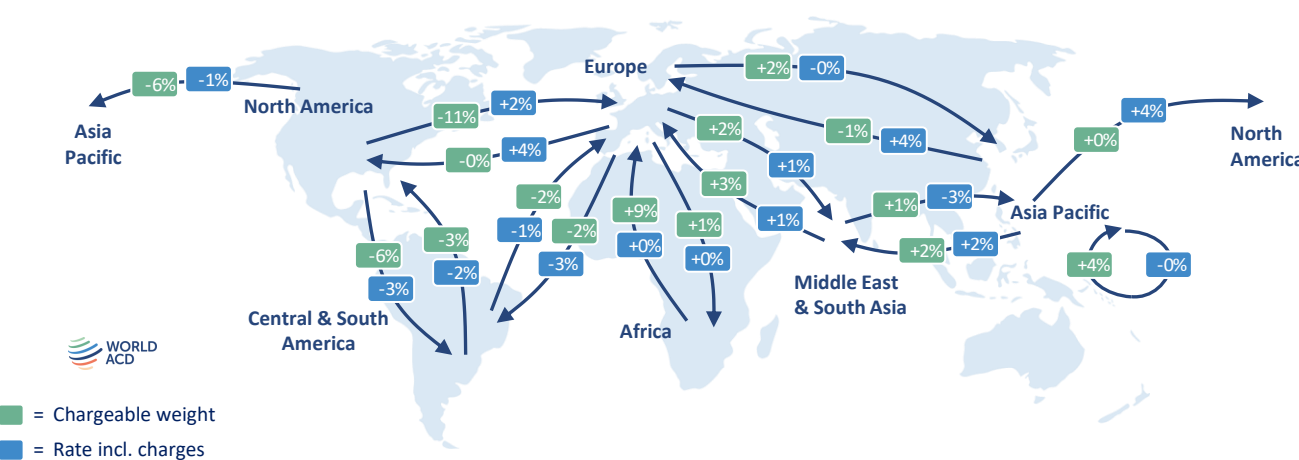 Europe
+2%
-0%
-6%
-1%
North America
Asia
Pacific
-11%
+2%
-0%
+4%
+2%
+1%
-1%
+4%
+0%
+4%
North
America
+3%
+1%
+1%
-3%
Asia Pacific
+2%
+2%
+4%
-0%
-2%
-1%
-2%
-3%
+9%
+0%
+1%
+0%
-6%
-3%
-3%
-2%
Middle East
& South Asia
Central & South
America
Africa
WORLD
ACD
= Chargeable weight
= Rate incl. charges